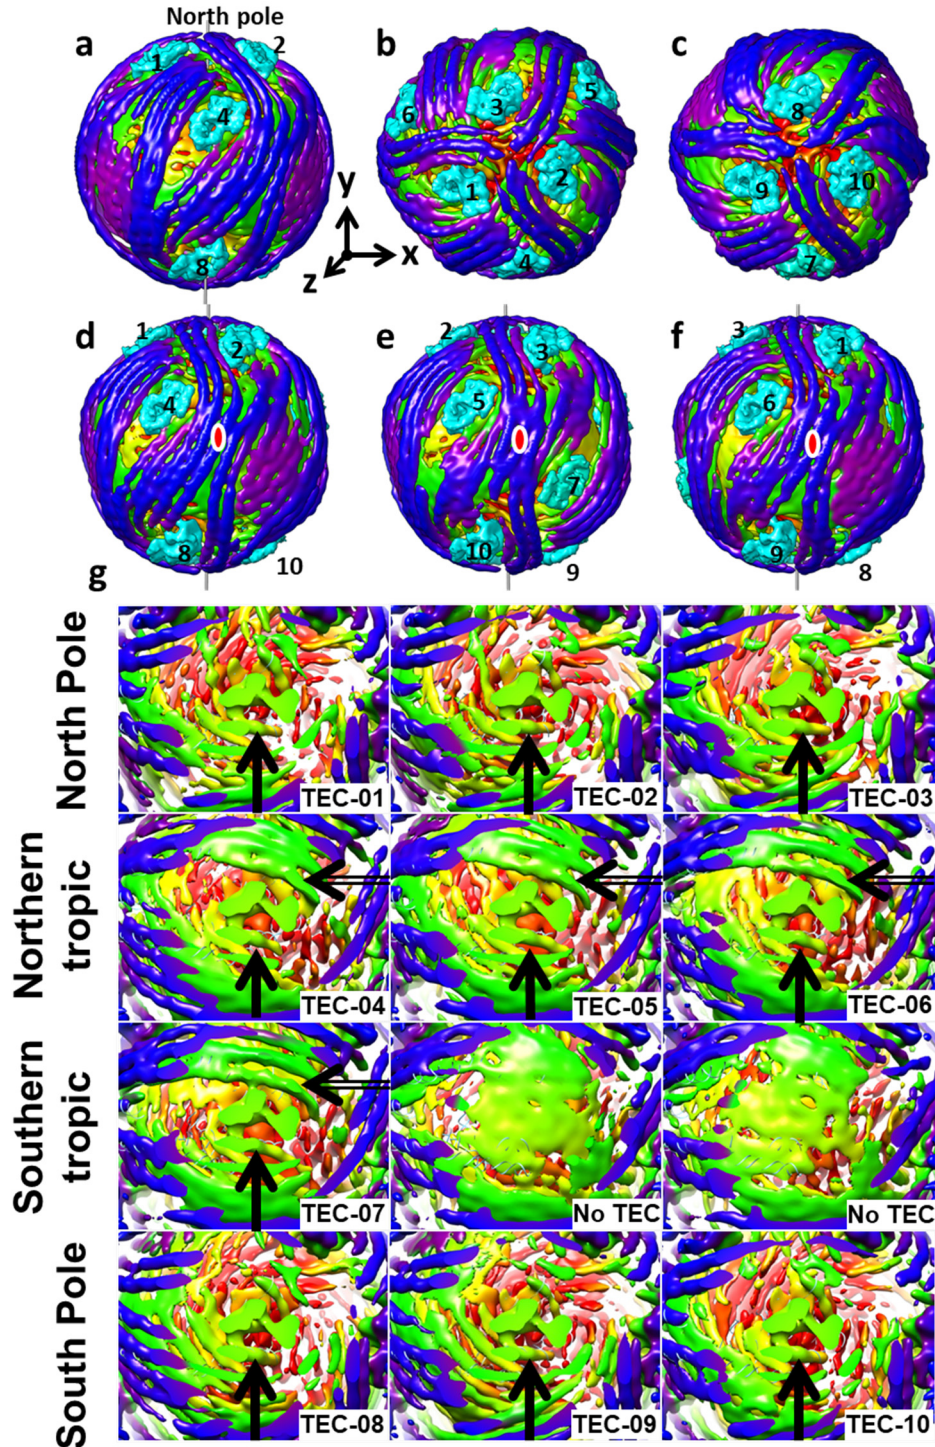 North pole
a
1
2
4
8
b
6
3
5
1
2
4
c
8
9
10
7
y
x
z
d
1
2
4
8
10
e
2
3
5
7
10
9
f
3
1
6
9
8
g
North Pole
TEC-01
TEC-02
TEC-03
Northern
tropic
TEC-04
TEC-05
TEC-06
Southern
tropic
TEC-07
No TEC
No TEC
South Pole
TEC-08
TEC-09
TEC-10